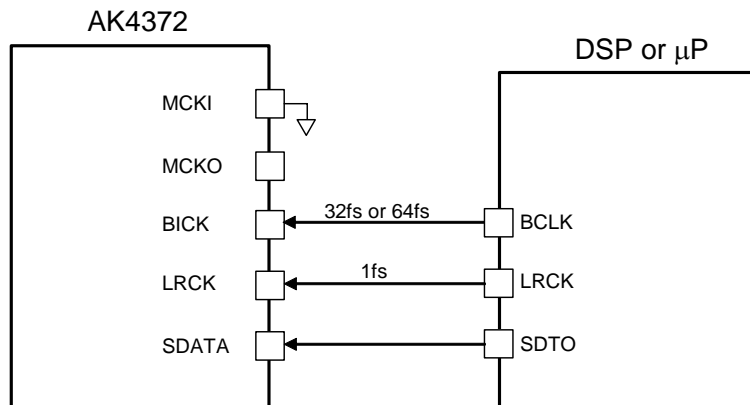 AK4372
DSP or μP
MCKI
MCKO
BICK
32fs or 64fs
BCLK
LRCK
1fs
LRCK
SDATA
SDTO